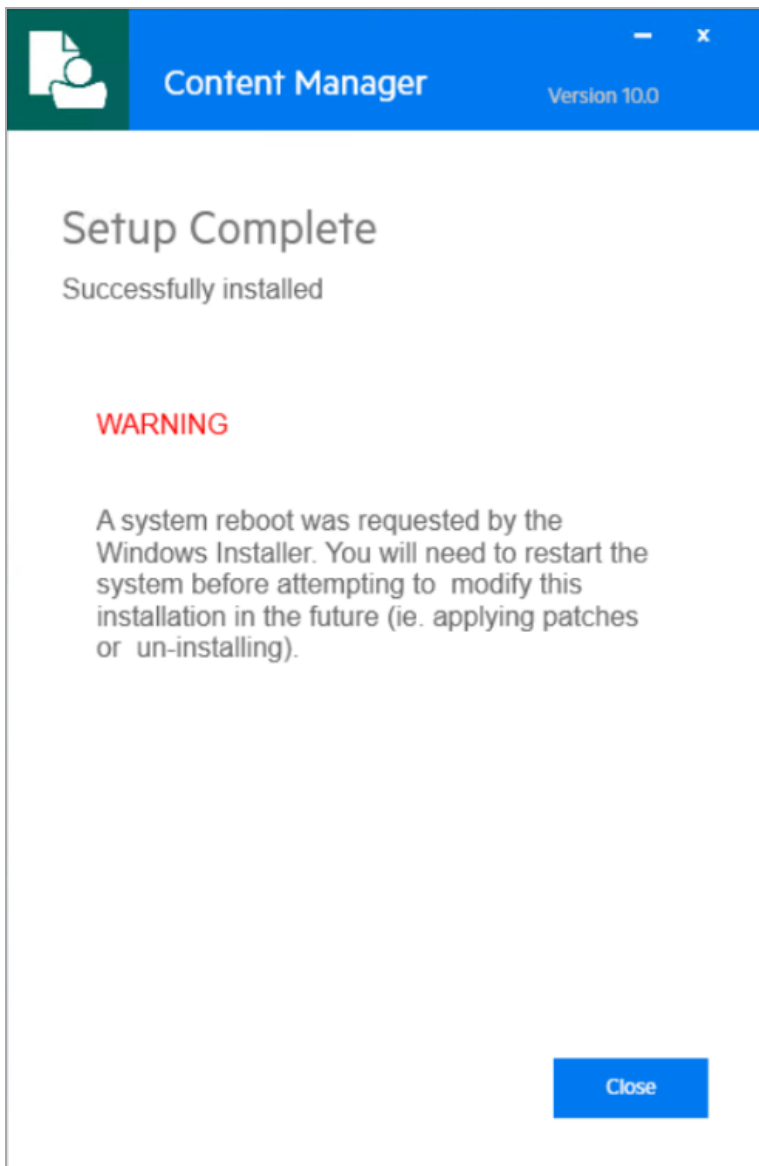 Content Manager
Version 10.0
x
Setup Complete
Successfully installed
WARNING
A system reboot was requested by the
Windows Installer. You will need to restart the
system before attempting to  modify this
installation in the future (ie. applying patches
or  un-installing).
Close